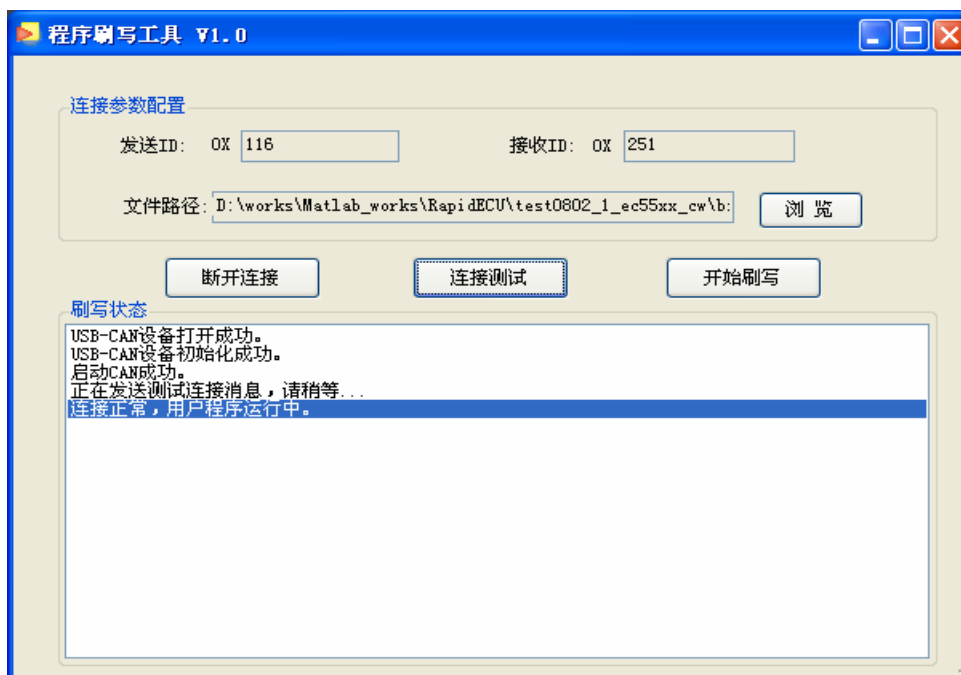 程序刷写工具 V1.0
连接参数配置
发送ID: 0X 116 接收ID: 0X 251
文件路径: D:\works\Matlab_works\RapidECU\test0802_1_ec55xx_cw\b: 浏 览
断开连接 连接测试 开始刷写
刷写状态
USB-CAN设备打开成功。
USB-CAN设备初始化成功。
启动CAN成功。
正在发送测试连接消息，请稍等...
连接正常，用户程序运行中。